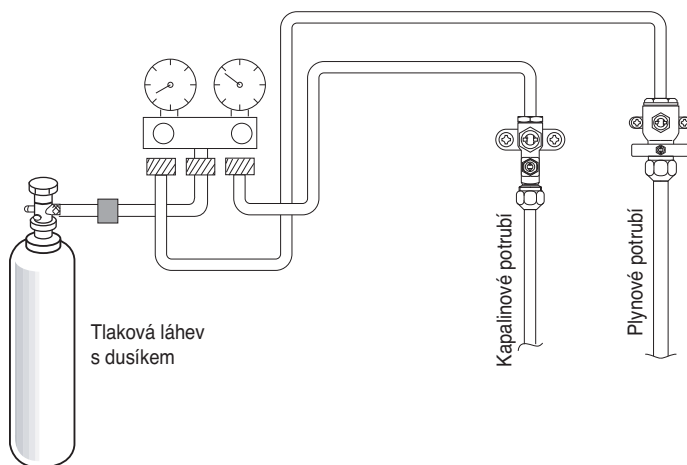 Tlaková láhev
s dusíkem
Kapalinové potrubí
Plynové potrubí